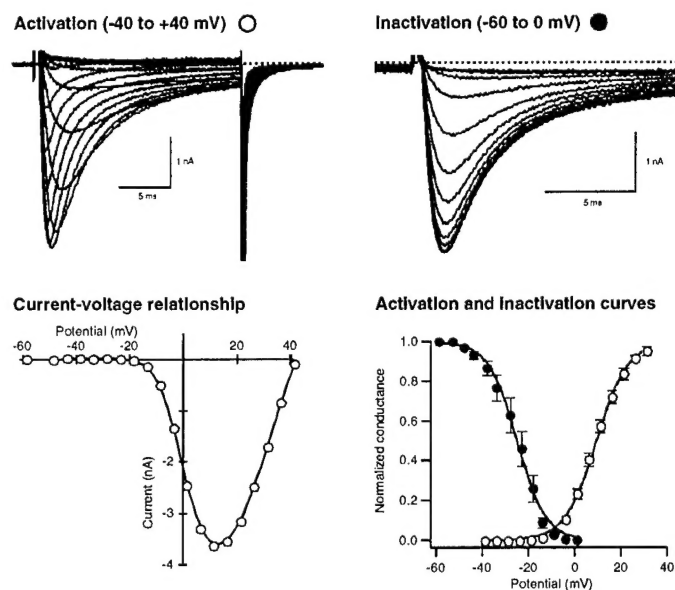 Activation (-40 to +40 mV)
Inactivation (-60 to 0 mV)
1 nA
5 ms
1 nA
5 ms
Current-voltage relationship
Potential (mV)
-60 -40 -20 20 40
-2
-3
-4
Current (nA)
Activation and inactivation curves
Normalized conductance
1.0
0.8
0.6
0.4
0.2
0.0
-60 -40 -20 0 20 40
Potential (mV)